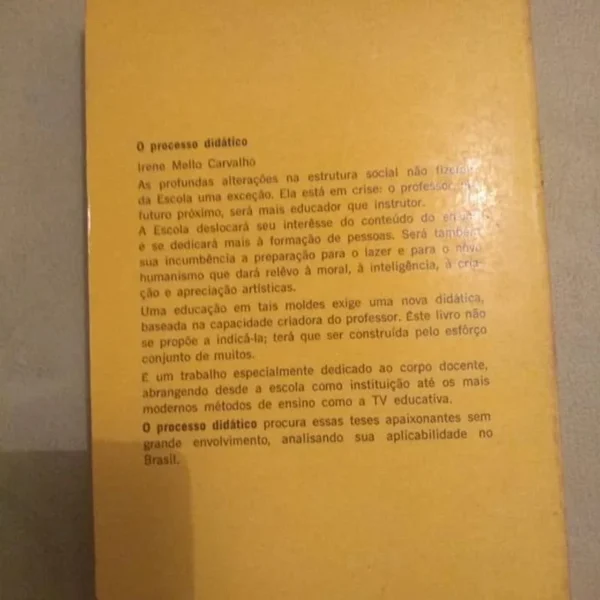 O processo didático
Irene Mello Carvalho
As profundas alterações na estrutura social não
da Escola uma exceção. Ela está em crise: o professor,
futuro próximo, será mais educador que instrutor.
A Escola deslocará seu interêsse do conteúdo do
e se dedicará mais à formação de pessoas. Será também
sua incumbência a preparação para o lazer e para o nôvo
humanismo que dará relêvo à moral, à inteligência, à cria-
ção e apreciação artísticas.
Uma educação em tais moldes exige uma nova didática,
baseada na capacidade criadora do professor. Êste livro não
se propõe a indicá-la; terá que ser construída pelo esfôrço
conjunto de muitos.
É um trabalho especialmente dedicado ao corpo docente,
abrangendo desde a escola como instituição até os mais
modernos métodos de ensino como a TV educativa.
O processo didático procura essas teses apaixonantes sem
grande envolvimento, analisando sua aplicabilidade no
Brasil.